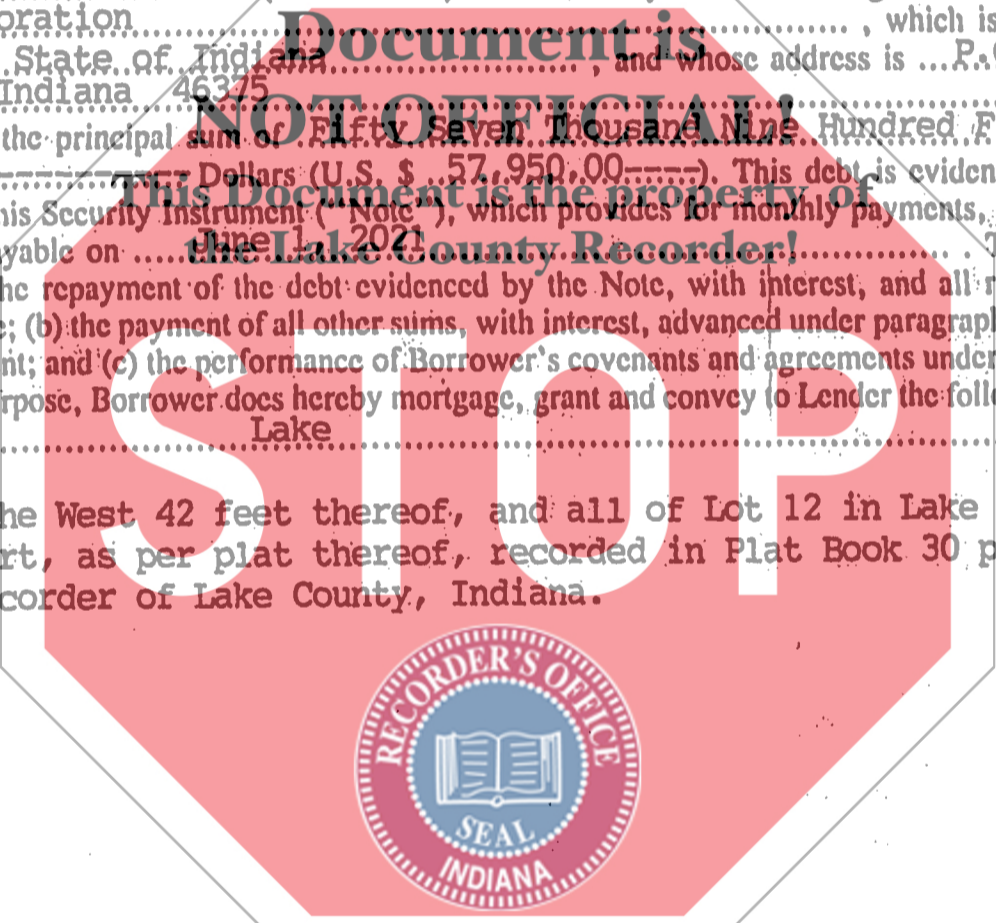 oration ........ , which is
Document is
State of Indiana ........ , and whose address is ...P.
Indiana 46375
NOT OFFICIAL!
the principal sum of .Fifty Seven Thousand Nine Hundred F
Dollars (U.S. $ ..57,950.00-----). This debt is eviden
This Document is the property of
his Security Instrument ("Note"), which provides for monthly payments,
yable on ..... June 1, 2021 ........ . T
the Lake County Recorder!
he repayment of the debt evidenced by the Note, with interest, and all r
e; (b) the payment of all other sums, with interest, advanced under paragrap
nt; and (c) the performance of Borrower's covenants and agreements under
rpose, Borrower does hereby mortgage, grant and convey to Lender the foll
........ Lake ........
STOP
he West 42 feet thereof, and all of Lot 12 in Lake
rt, as per plat thereof, recorded in Plat Book 30 p
corder of Lake County, Indiana.
RECORDER'S OFFICE
SEAL
INDIANA